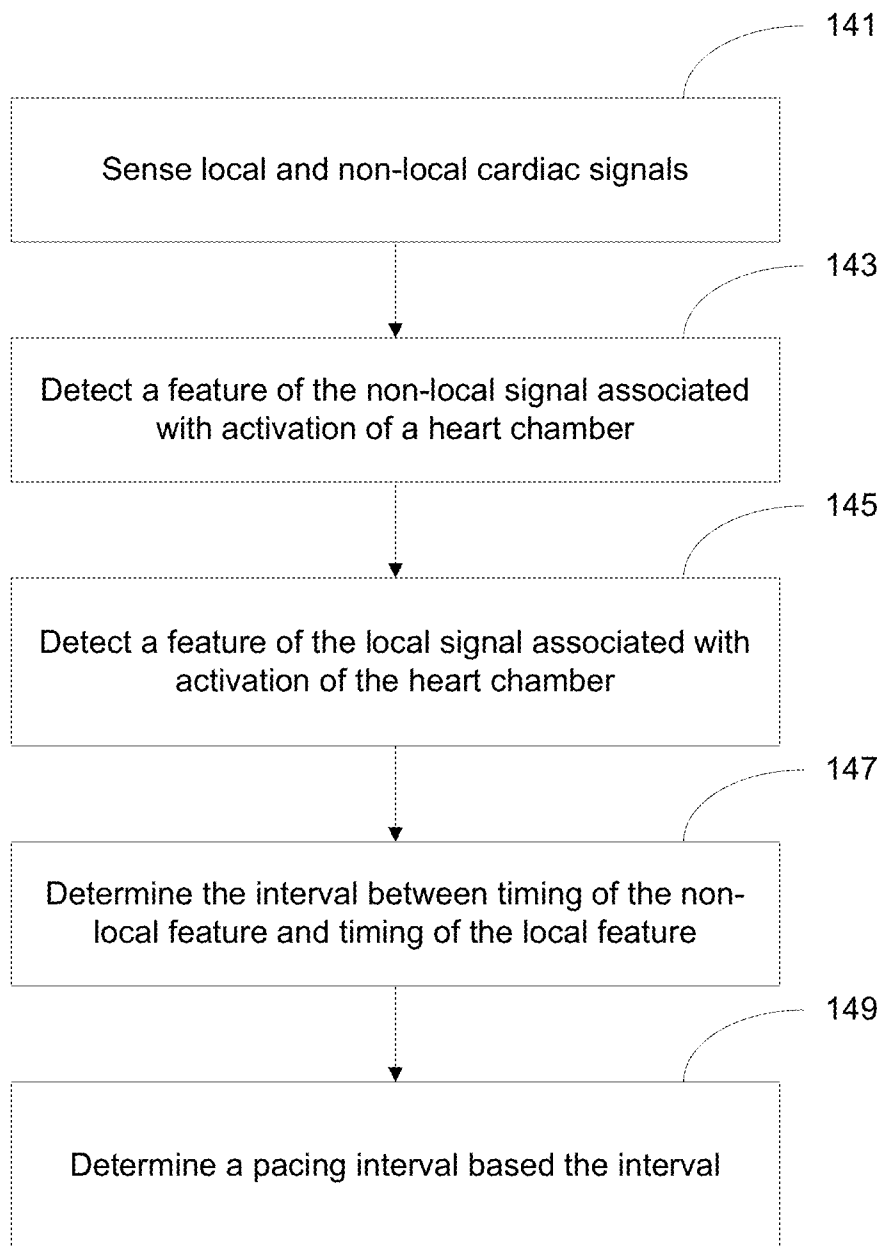 141
Sense local and non-local cardiac signals
143
Detect a feature of the non-local signal associated
with activation of a heart chamber
145
Detect a feature of the local signal associated with
activation of the heart chamber
147
Determine the interval between timing of the non-
local feature and timing of the local feature
149
Determine a pacing interval based the interval